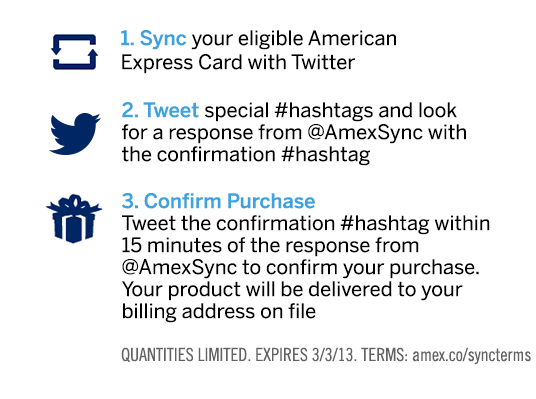 1. Sync your eligible American
Express Card with Twitter
2. Tweet special #hashtags and look
for a response from @AmexSync with
the confirmation #hashtag
3. Confirm Purchase
Tweet the confirmation #hashtag within
15 minutes of the response from
@AmexSync to confirm your purchase.
Your product will be delivered to your
billing address on file
QUANTITIES LIMITED. EXPIRES 3/3/13. TERMS: amex.co/syncterms